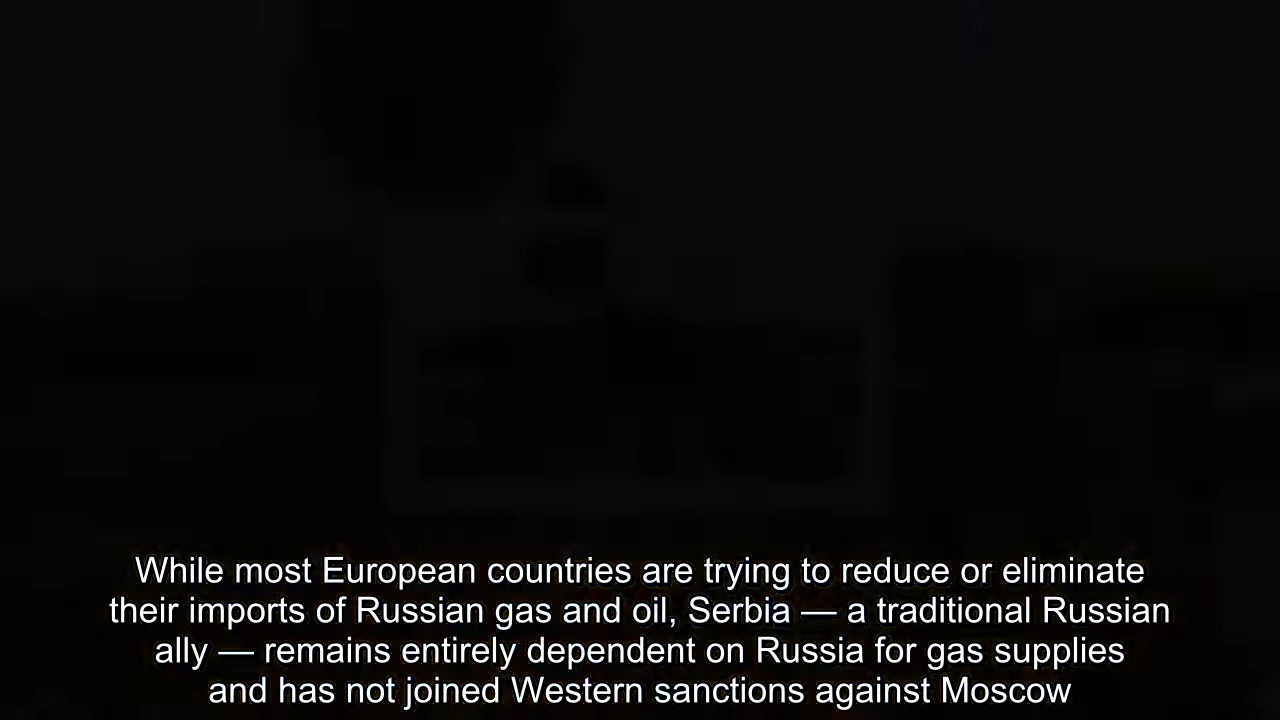 While most European countries are trying to reduce or eliminate
their imports of Russian gas and oil, Serbia — a traditional Russian
ally — remains entirely dependent on Russia for gas supplies
and has not joined Western sanctions against Moscow